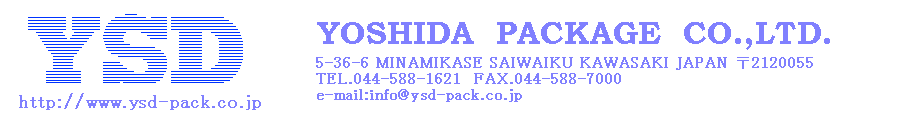 YSD
http://www.ysd-pack.co.jp
YOSHIDA PACKAGE CO.,LTD.
5-36-6 MINAMIKASE SAIWAIKU KAWASAKI JAPAN 〒2120055
TEL.044-588-1621 FAX.044-588-7000
e-mail:info@ysd-pack.co.jp